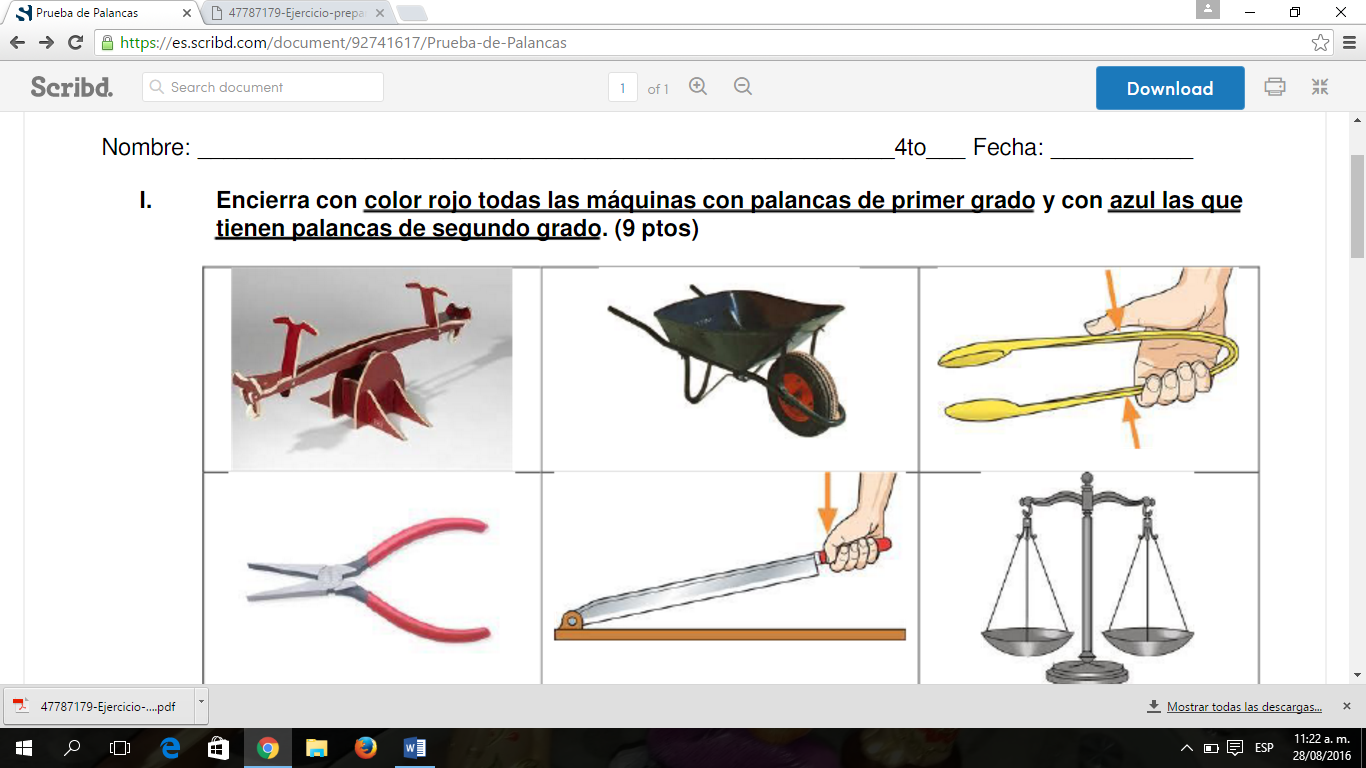 Prueba de Palancas
47787179-Ejercicio-prepa
https://es.scribd.com/document/92741617/Prueba-de-Palancas
Scribd.
Search document
1 of 1
Download
Nombre: ____________________________________________________4to___ Fecha: ___________
I. Encierra con color rojo todas las máquinas con palancas de primer grado y con azul las que
tienen palancas de segundo grado. (9 ptos)
47787179-Ejercicio-....pdf
Mostrar todas las descargas...
ESP
11:22 a. m.
28/08/2016